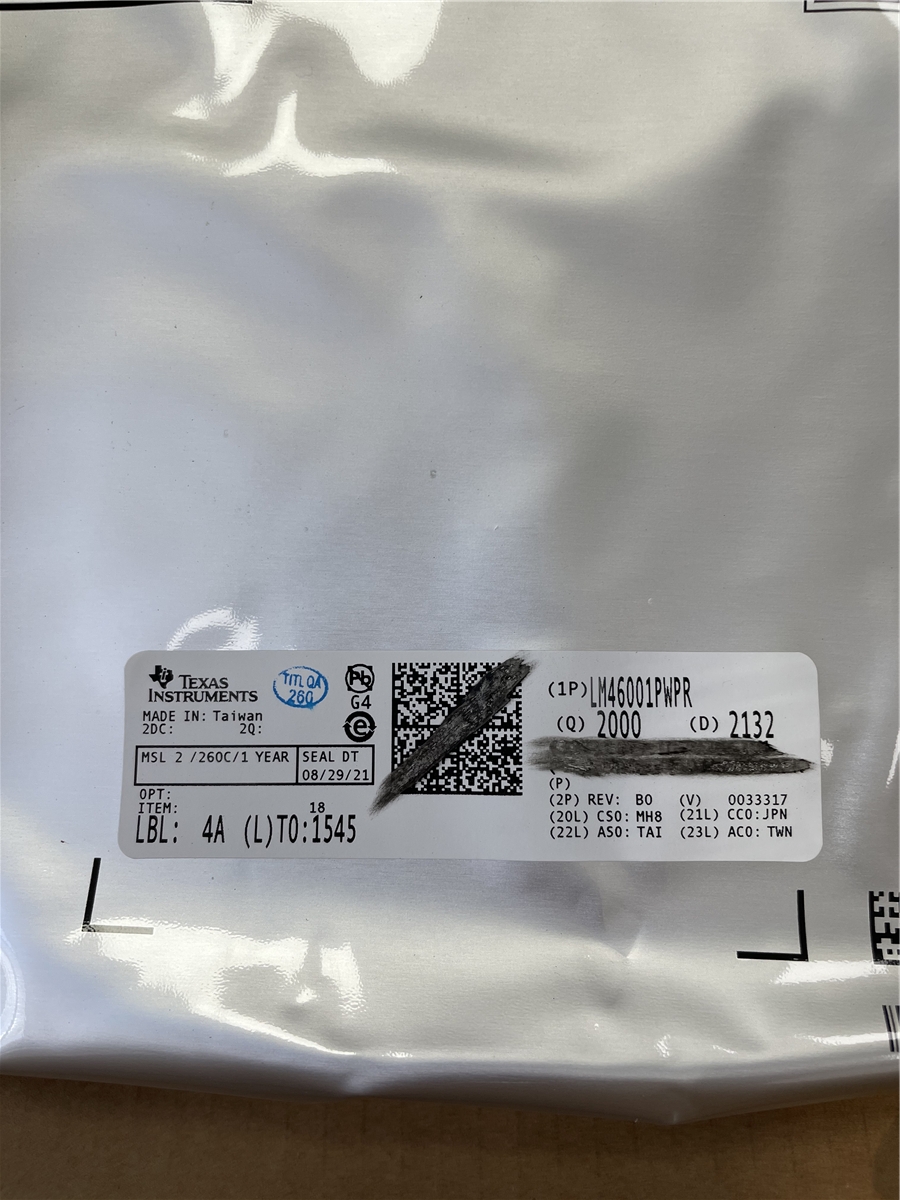 TEXAS
INSTRUMENTS
TITL QA
260
Pb
G4
e
MADE IN: Taiwan
2DC: 2Q:
MSL 2 /260C/1 YEAR
SEAL DT
08/29/21
OPT:
ITEM:
18
LBL: 4A (L)TO:1545
(1P)LM46001PWPR
(Q) 2000 (D) 2132
(P)
(2P) REV: B0 (V) 0033317
(20L) CSO: MH8 (21L) CCO:JPN
(22L) ASO: TAI (23L) ACO: TWN